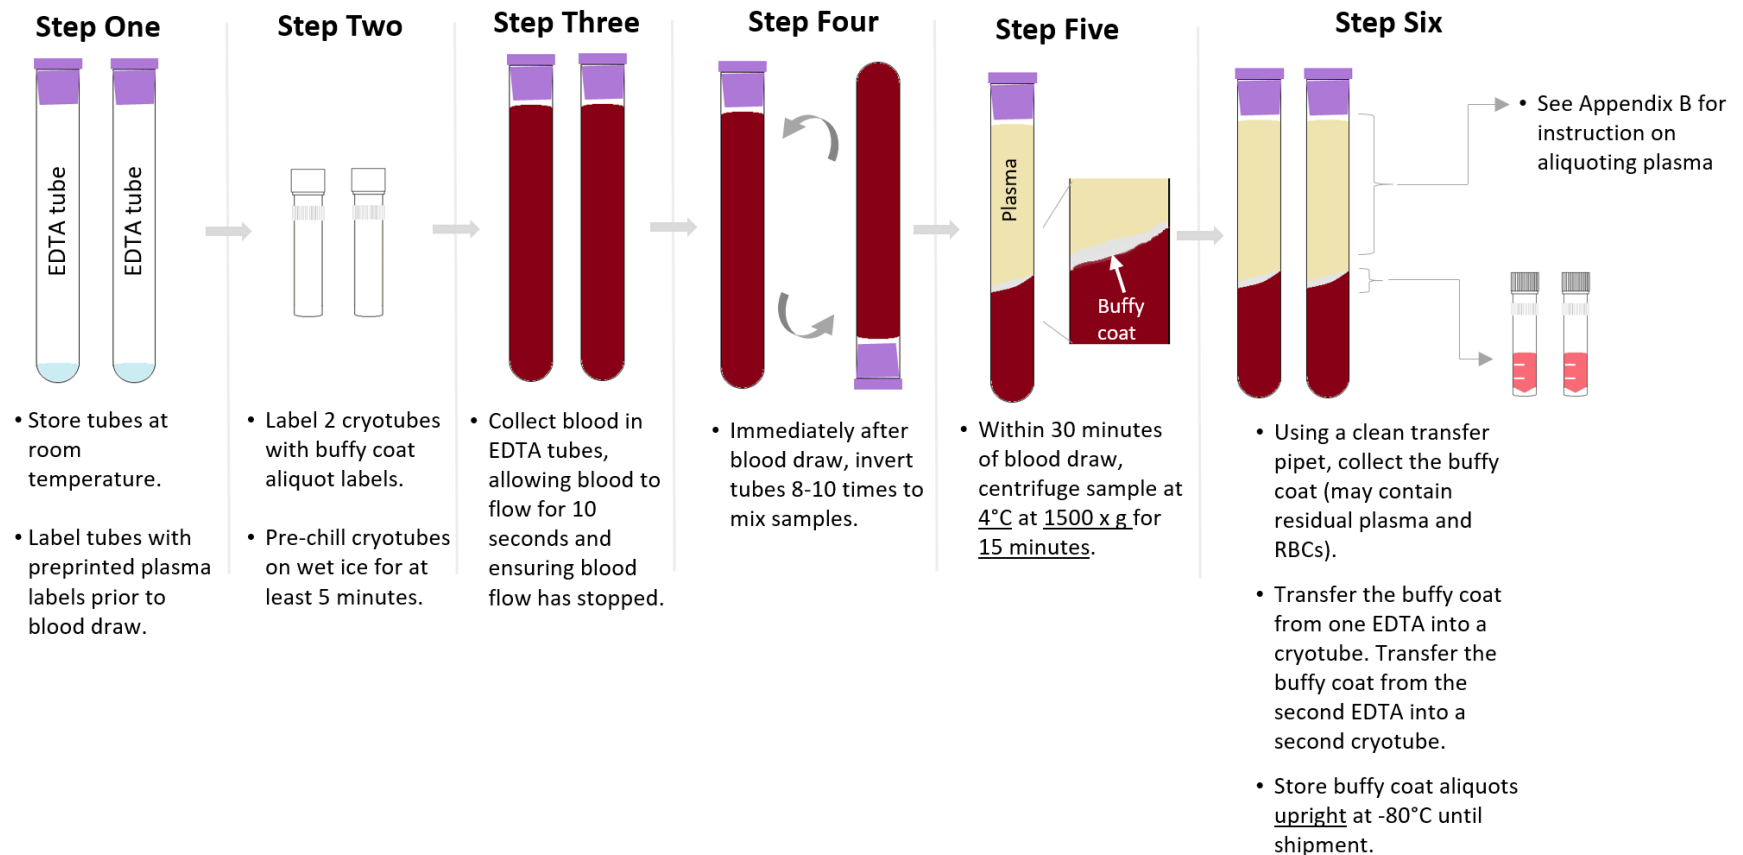 Step One
EDTA tube
EDTA tube
• Store tubes at
room
temperature.
• Label tubes with
preprinted plasma
labels prior to
blood draw.
Step Two
• Label 2 cryotubes
with buffy coat
aliquot labels.
• Pre-chill cryotubes
on wet ice for at
least 5 minutes.
Step Three
• Collect blood in
EDTA tubes,
allowing blood to
flow for 10
seconds and
ensuring blood
flow has stopped.
Step Four
• Immediately after
blood draw, invert
tubes 8-10 times to
mix samples.
Step Five
Plasma
Buffy
coat
• Within 30 minutes
of blood draw,
centrifuge sample at
4°C at 1500 x g for
15 minutes.
Step Six
• See Appendix B for
instruction on
aliquoting plasma
• Using a clean transfer
pipet, collect the buffy
coat (may contain
residual plasma and
RBCs).
• Transfer the buffy coat
from one EDTA into a
cryotube. Transfer the
buffy coat from the
second EDTA into a
second cryotube.
• Store buffy coat aliquots
upright at -80°C until
shipment.